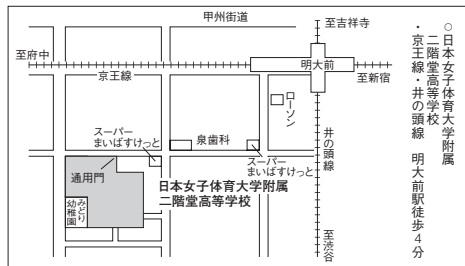 ○日本女子体育大学附属
二階堂高等学校
・京王線・井の頭線 明大前駅徒歩4分
甲州街道
至吉祥寺
至府中
明大前
京王線
至新宿
ローソン
井の頭線
スーパー
まいばすけっと
泉歯科
スーパー
まいばすけっと
通用門
日本女子体育大学附属
二階堂高等学校
みどり
幼稚園
至渋谷